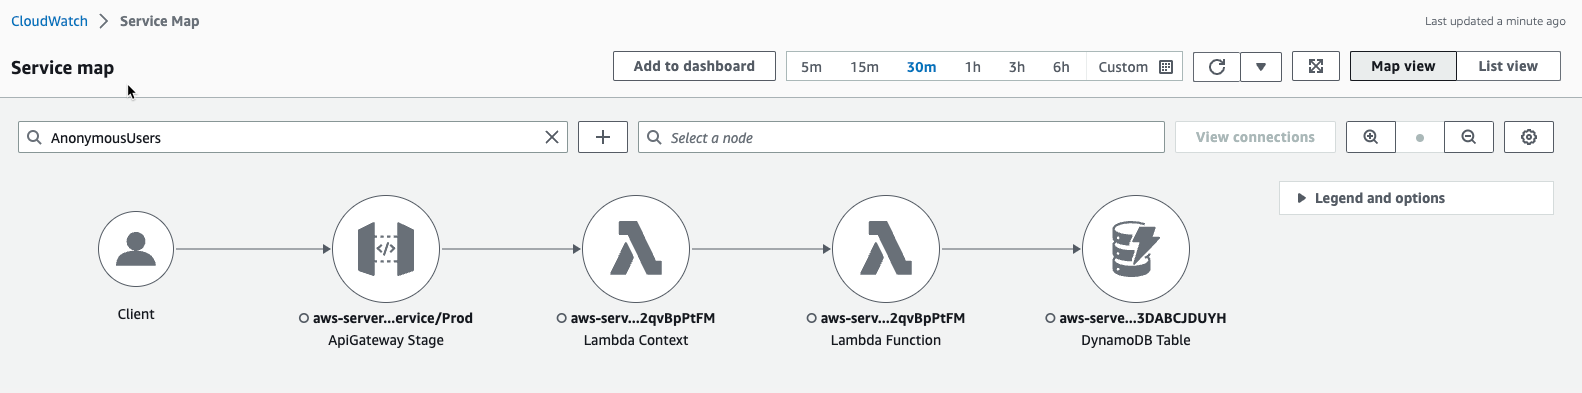 CloudWatch > Service Map
Last updated a minute ago
Service map
Add to dashboard
5m 15m 30m 1h 3h 6h Custom
Map view List view
AnonymousUsers
Select a node
View connections
Legend and options
</>
Client
aws-server...ervice/Prod
ApiGateway Stage
aws-serv...2qvBpPtFM
Lambda Context
aws-serv...2qvBpPtFM
Lambda Function
aws-serve...3DABCJDUYH
DynamoDB Table